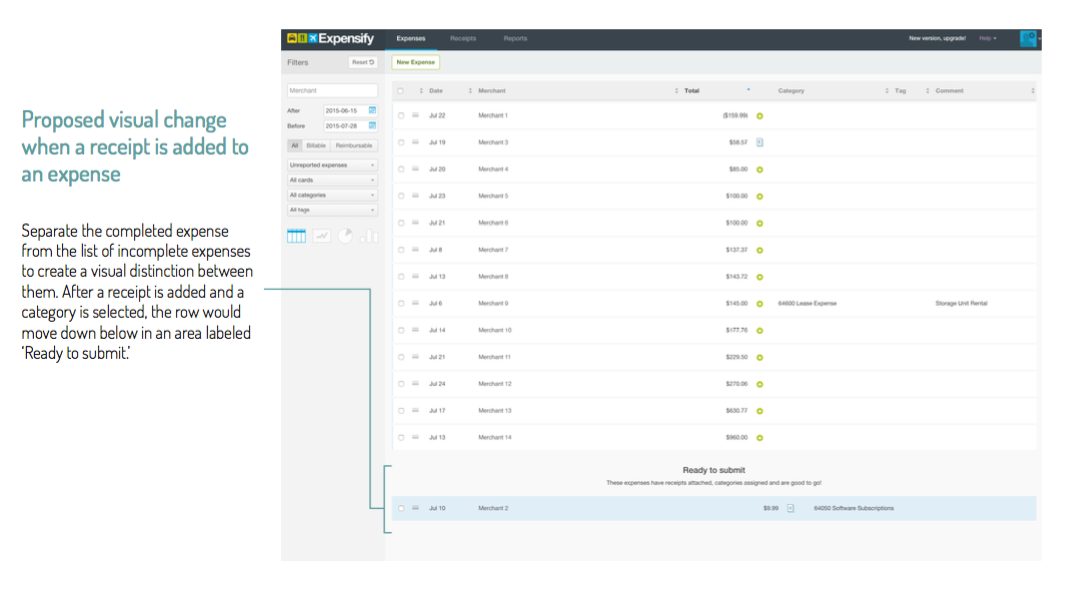 Proposed visual change
when a receipt is added to
an expense
Separate the completed expense
from the list of incomplete expenses
to create a visual distinction between
them. After a receipt is added and a
category is selected, the row would
move down below in an area labeled
‘Ready to submit.’
Expensify Expenses Receipts Reports New version, upgrade! Help
Filters Reset New Expense
Merchant
After 2015-06-15
Before 2015-07-28
All Billable Reimbursable
Unreported expenses
All cards
All categories
All tags
Date Merchant Total Category Tag Comment
Jul 22 Merchant 1 ($159.99)
Jul 19 Merchant 3 $58.57
Jul 20 Merchant 4 $85.00
Jul 23 Merchant 5 $100.00
Jul 21 Merchant 6 $100.00
Jul 8 Merchant 7 $137.37
Jul 13 Merchant 8 $143.72
Jul 6 Merchant 9 $145.00 64600 Lease Expense Storage Unit Rental
Jul 14 Merchant 10 $177.78
Jul 21 Merchant 11 $229.50
Jul 24 Merchant 12 $270.06
Jul 17 Merchant 13 $630.77
Jul 13 Merchant 14 $960.00
Ready to submit
These expenses have receipts attached, categories assigned and are good to go!
Jul 10 Merchant 2 $9.99 64000 Software Subscriptions